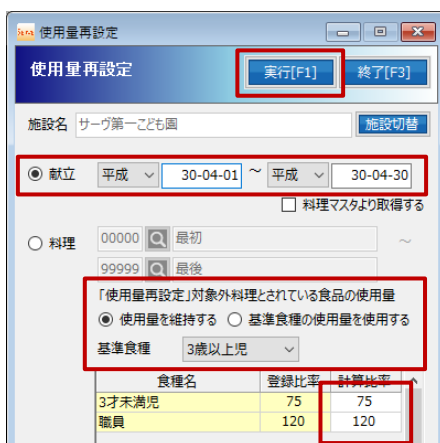 使用量再設定
使用量再設定 実行[F1] 終了[F3]
施設名 サーヴ第一こども園 施設切替
献立 平成 30-04-01 ～ 平成 30-04-30
料理マスタより取得する
料理 00000 最初 ～
99999 最後
「使用量再設定」対象外料理とされている食品の使用量
使用量を維持する 基準食種の使用量を使用する
基準食種 3歳以上児
食種名 登録比率 計算比率
3才未満児 75 75
職員 120 120